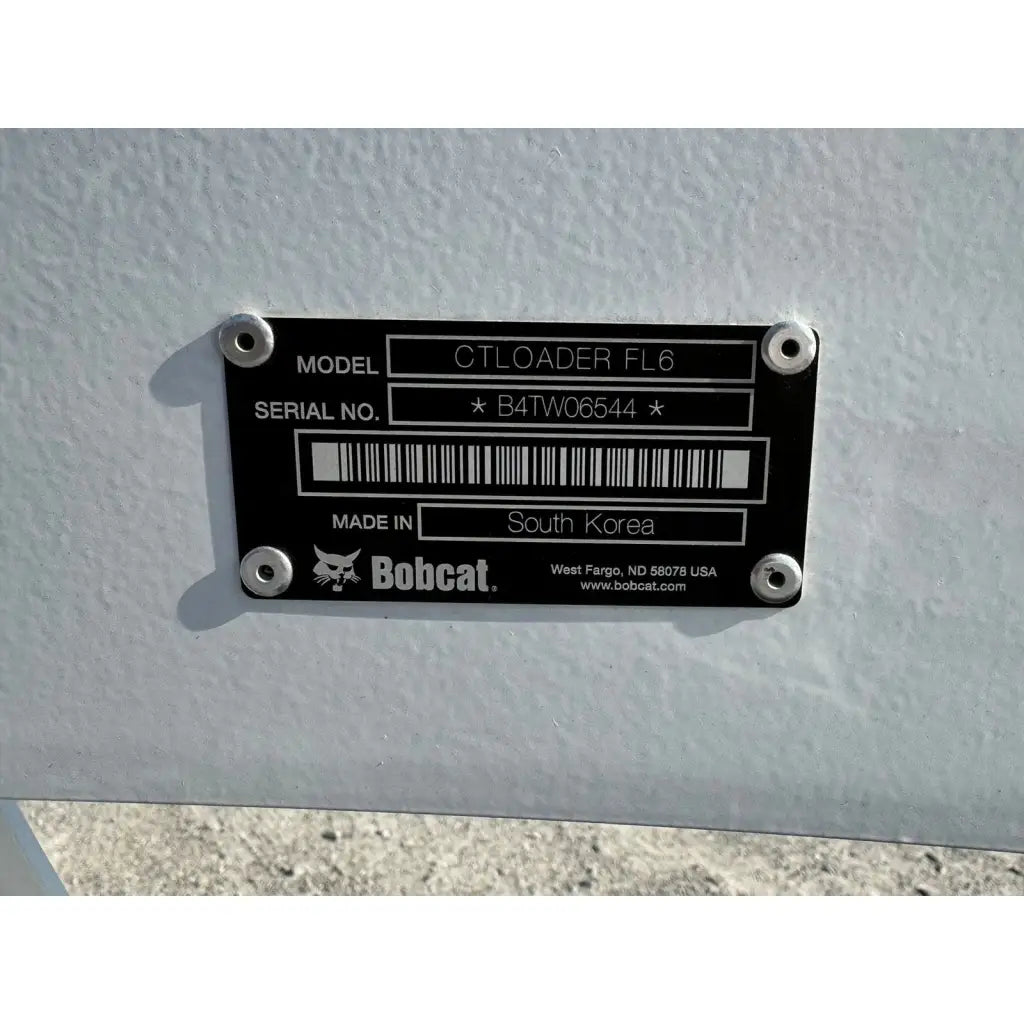 MODEL CTLOADER FL6
SERIAL NO. * B4TW06544 *
MADE IN South Korea
Bobcat.
West Fargo, ND 58078 USA
www.bobcat.com